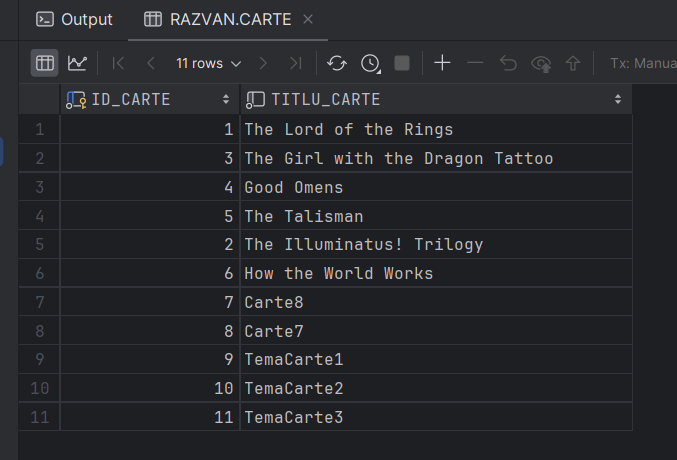 Output RAZVAN.CARTE
11 rows Tx: Manua
ID_CARTE TITLU_CARTE
1 1 The Lord of the Rings
2 3 The Girl with the Dragon Tattoo
3 4 Good Omens
4 5 The Talisman
5 2 The Illuminatus! Trilogy
6 6 How the World Works
7 7 Carte8
8 8 Carte7
9 9 TemaCarte1
10 10 TemaCarte2
11 11 TemaCarte3